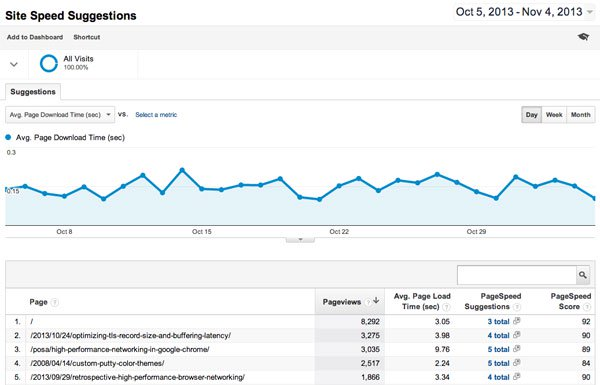 Site Speed Suggestions
Oct 5, 2013 - Nov 4, 2013
Add to Dashboard Shortcut
All Visits
100.00%
Suggestions
Avg. Page Download Time (sec) vs. Select a metric
Day Week Month
Avg. Page Download Time (sec)
0.3
0.15
Oct 8 Oct 15 Oct 22 Oct 29
Page ? Pageviews ? Avg. Page Load Time (sec) ? PageSpeed Suggestions ? PageSpeed Score ?
1. / 8,292 3.05 3 total 92
2. /2013/10/24/optimizing-tls-record-size-and-buffering-latency/ 3,275 3.98 4 total 90
3. /posa/high-performance-networking-in-google-chrome/ 3,035 9.76 5 total 89
4. /2008/04/14/custom-putty-color-themes/ 2,517 2.24 5 total 84
5. /2013/09/29/retrospective-high-performance-browser-networking/ 1,866 3.34 4 total 90